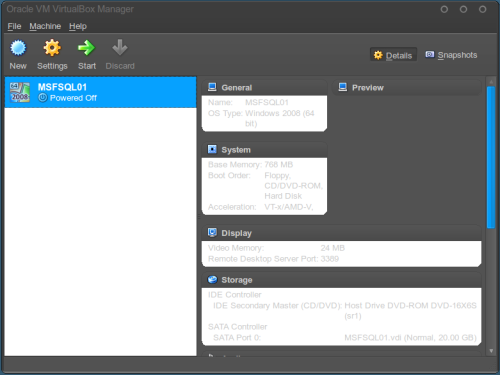 Oracle VM VirtualBox Manager
File Machine Help
New Settings Start Discard
Details Snapshots
MSFSQL01
Powered Off
2008
General
Name: MSFSQL01
OS Type: Windows 2008 (64
bit)
Preview
System
Base Memory: 768 MB
Boot Order: Floppy,
CD/DVD-ROM,
Hard Disk
Acceleration: VT-x/AMD-V,
Display
Video Memory: 24 MB
Remote Desktop Server Port: 3389
Storage
IDE Controller
IDE Secondary Master (CD/DVD): Host Drive DVD-ROM DVD-16X6S
(sr1)
SATA Controller
SATA Port 0: MSFSQL01.vdi (Normal, 20.00 GB)